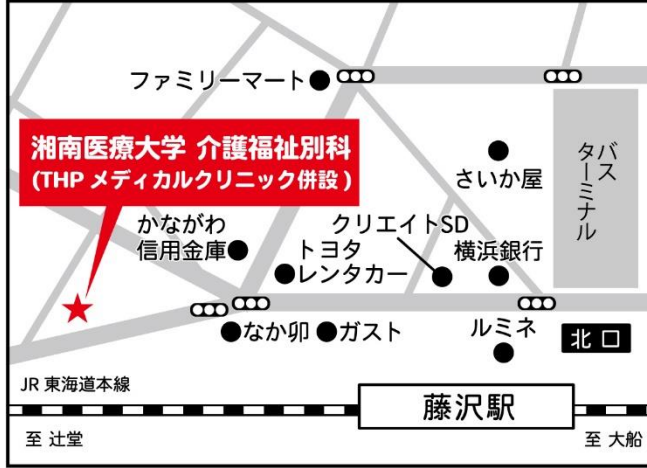 ファミリーマート
湘南医療大学 介護福祉別科
(THP メディカルクリニック併設)
さいか屋
バス
ターミナル
かながわ
信用金庫
クリエイトSD
トヨタ
レンタカー
横浜銀行
なか卯
ガスト
ルミネ
北口
JR 東海道本線
藤沢駅
至 辻堂
至 大船